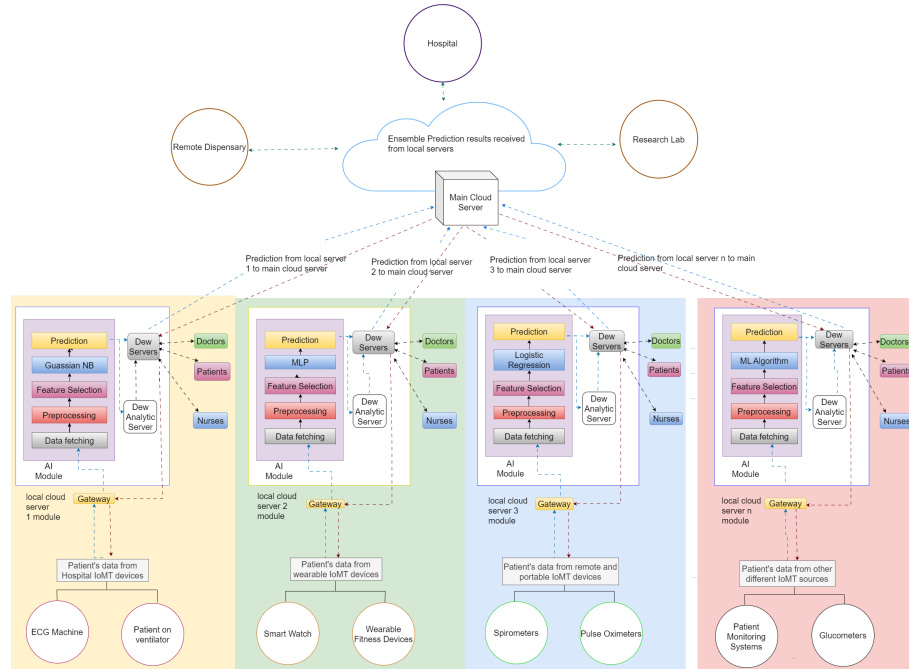 Hospital
Remote Dispensary
Ensemble Prediction results received
from local servers
Research Lab
Main Cloud
Server
Prediction from local server
1 to main cloud server
Prediction from local server
2 to main cloud server
Prediction from local server
3 to main cloud server
Prediction from local server n to main
cloud server
Prediction
Guassian NB
Feature Selection
Preprocessing
Data fetching
AI
Module
Dew
Servers
Dew
Analytic
Server
Doctors
Patients
Nurses
local cloud
server
1 module
Gateway
Patient's data from
Hospital IoMT devices
ECG Machine
Patient on
ventilator
Prediction
MLP
Feature Selection
Preprocessing
Data fetching
AI
Module
Dew
Servers
Dew
Analytic
Server
Doctors
Patients
Nurses
local cloud
server 2
module
Gateway
Patient's data from
wearable IoMT devices
Smart Watch
Wearable
Fitness Devices
Prediction
Logistic
Regression
Feature Selection
Preprocessing
Data fetching
AI
Module
Dew
Servers
Dew
Analytic
Server
Doctors
Patients
Nurses
local cloud
server 3
module
Gateway
Patient's data from remote and
portable IoMT devices
Spirometers
Pulse Oximeters
Prediction
ML Algorithm
Feature Selection
Preprocessing
Data fetching
AI
Module
Dew
Servers
Dew
Analytic
Server
Doctors
Patients
Nurses
local cloud
server n
module
Gateway
Patient's data from other
different IoMT sources
Patient
Monitoring
Systems
Glucometers